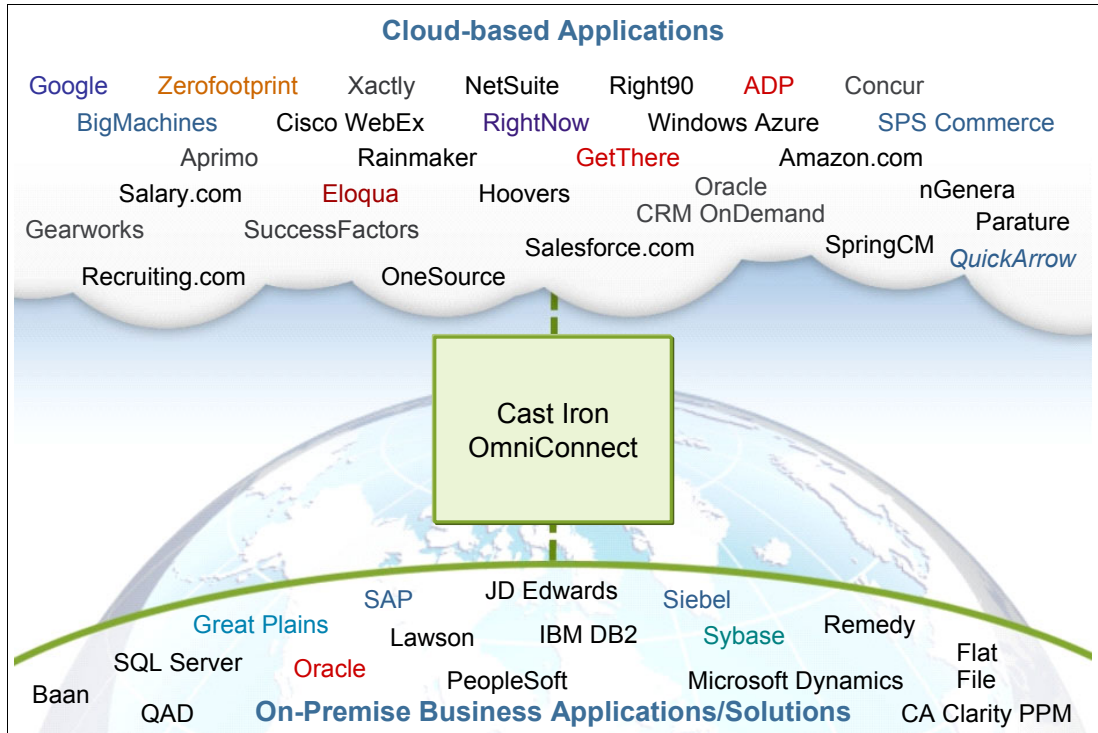 Cloud-based Applications
Google Zerofootprint Xactly NetSuite Right90 ADP Concur
BigMachines Cisco WebEx RightNow Windows Azure SPS Commerce
Aprimo Rainmaker GetThere Amazon.com
Salary.com Eloqua Hoovers Oracle
CRM OnDemand nGenera
Gearworks SuccessFactors Salesforce.com SpringCM Parature
Recruiting.com OneSource QuickArrow
Cast Iron
OmniConnect
SAP JD Edwards Siebel
Great Plains Lawson IBM DB2 Sybase Remedy
SQL Server Oracle PeopleSoft Microsoft Dynamics Flat
File
Baan QAD On-Premise Business Applications/Solutions CA Clarity PPM